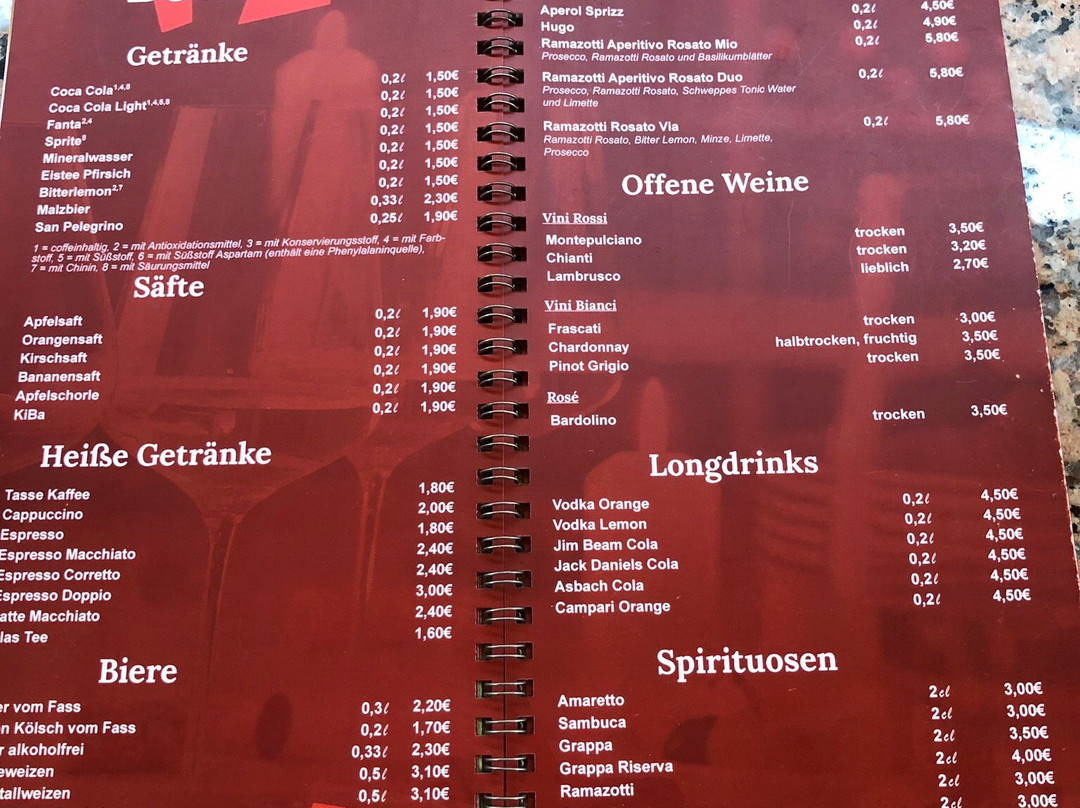 Getränke
Coca Cola1,4,8 0,2l 1,50€
Coca Cola Light1,4,6,8 0,2l 1,50€
Fanta2,4 0,2l 1,50€
Sprite8 0,2l 1,50€
Mineralwasser 0,2l 1,50€
Eistee Pfirsich 0,2l 1,50€
Bitterlemon2,7 0,2l 1,50€
Malzbier 0,33l 2,30€
San Pelegrino 0,25l 1,90€
1 = coffeinhaltig, 2 = mit Antioxidationsmittel, 3 = mit Konservierungsstoff, 4 = mit Farb-
stoff, 5 = mit Süßstoff, 6 = mit Süßstoff Aspartam (enthält eine Phenylalaninquelle),
7 = mit Chinin, 8 = mit Säurungsmittel
Säfte
Apfelsaft 0,2l 1,90€
Orangensaft 0,2l 1,90€
Kirschsaft 0,2l 1,90€
Bananensaft 0,2l 1,90€
Apfelschorle 0,2l 1,90€
KiBa 0,2l 1,90€
Heiße Getränke
Tasse Kaffee 1,80€
Cappuccino 2,00€
Espresso 1,80€
Espresso Macchiato 2,40€
Espresso Corretto 2,40€
Espresso Doppio 3,00€
atte Macchiato 2,40€
las Tee 1,60€
Biere
er vom Fass 0,3l 2,20€
n Kölsch vom Fass 0,2l 1,70€
r alkoholfrei 0,33l 2,30€
eweizen 0,5l 3,10€
tallweizen 0,5l 3,10€
Aperol Sprizz 0,2l 4,50€
Hugo 0,2l 4,90€
Ramazotti Aperitivo Rosato Mio 0,2l 5,80€
Prosecco, Ramazotti Rosato und Basilikumblätter
Ramazotti Aperitivo Rosato Duo 0,2l 5,80€
Prosecco, Ramazotti Rosato, Schweppes Tonic Water
und Limette
Ramazotti Rosato Via 0,2l 5,80€
Ramazotti Rosato, Bitter Lemon, Minze, Limette,
Prosecco
Offene Weine
Vini Rossi
Montepulciano trocken 3,50€
Chianti trocken 3,20€
Lambrusco lieblich 2,70€
Vini Bianci
Frascati trocken 3,00€
Chardonnay halbtrocken, fruchtig 3,50€
Pinot Grigio trocken 3,50€
Rosé
Bardolino trocken 3,50€
Longdrinks
Vodka Orange 0,2l 4,50€
Vodka Lemon 0,2l 4,50€
Jim Beam Cola 0,2l 4,50€
Jack Daniels Cola 0,2l 4,50€
Asbach Cola 0,2l 4,50€
Campari Orange 0,2l 4,50€
Spirituosen
Amaretto 2cl 3,00€
Sambuca 2cl 3,00€
Grappa 2cl 3,50€
Grappa Riserva 2cl 4,00€
Ramazotti 2cl 3,00€
2cl 3,00€